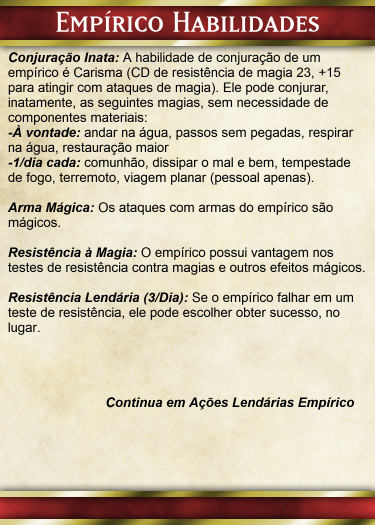 Empírico Habilidades
Conjuração Inata: A habilidade de conjuração de um
empírico é Carisma (CD de resistência de magia 23, +15
para atingir com ataques de magia). Ele pode conjurar,
inatamente, as seguintes magias, sem necessidade de
componentes materiais:
-À vontade: andar na água, passos sem pegadas, respirar
na água, restauração maior
-1/dia cada: comunhão, dissipar o mal e bem, tempestade
de fogo, terremoto, viagem planar (pessoal apenas).
Arma Mágica: Os ataques com armas do empírico são
mágicos.
Resistência à Magia: O empírico possui vantagem nos
testes de resistência contra magias e outros efeitos mágicos.
Resistência Lendária (3/Dia): Se o empírico falhar em um
teste de resistência, ele pode escolher obter sucesso, no
lugar.
Continua em Ações Lendárias Empírico